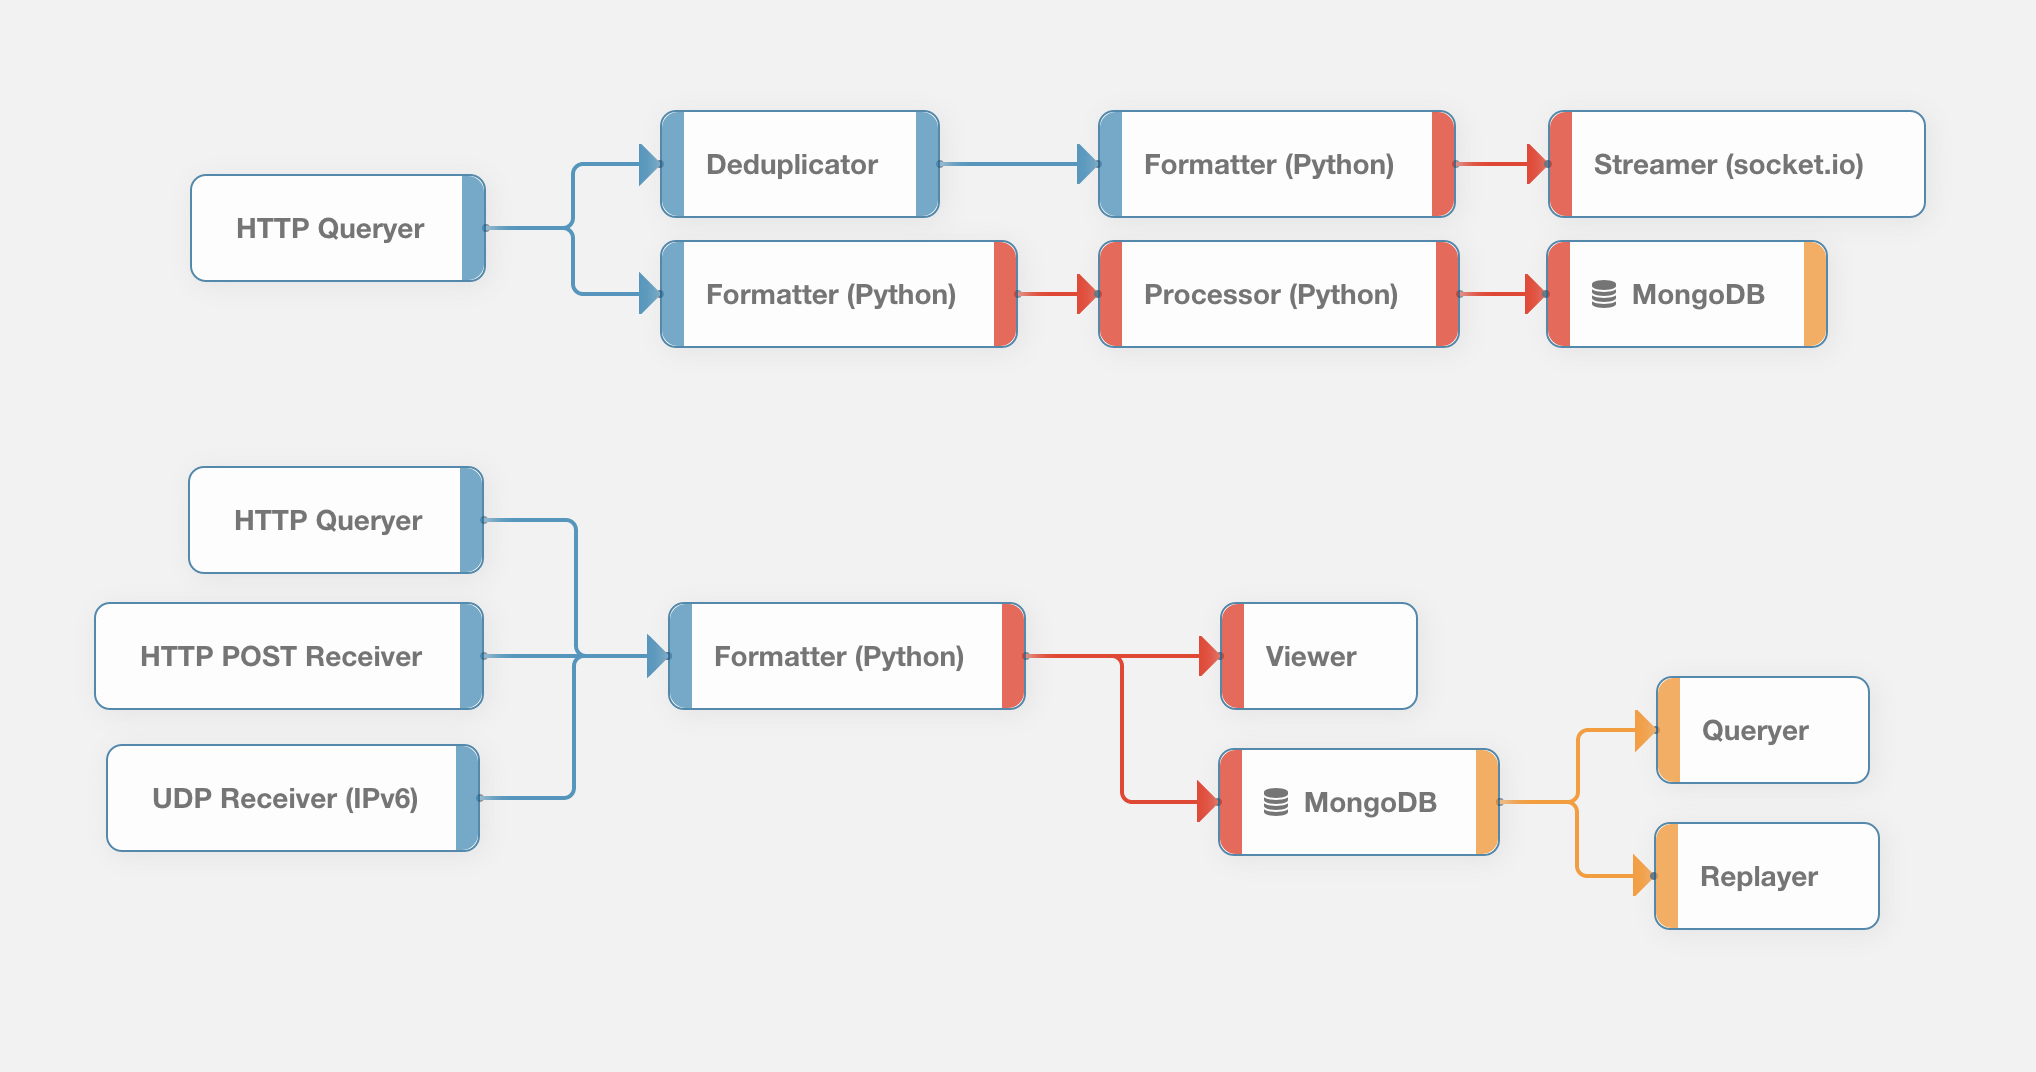 Deduplicator
Formatter (Python)
Streamer (socket.io)
HTTP Queryer
Formatter (Python)
Processor (Python)
MongoDB
HTTP Queryer
HTTP POST Receiver
Formatter (Python)
Viewer
Queryer
UDP Receiver (IPv6)
MongoDB
Replayer